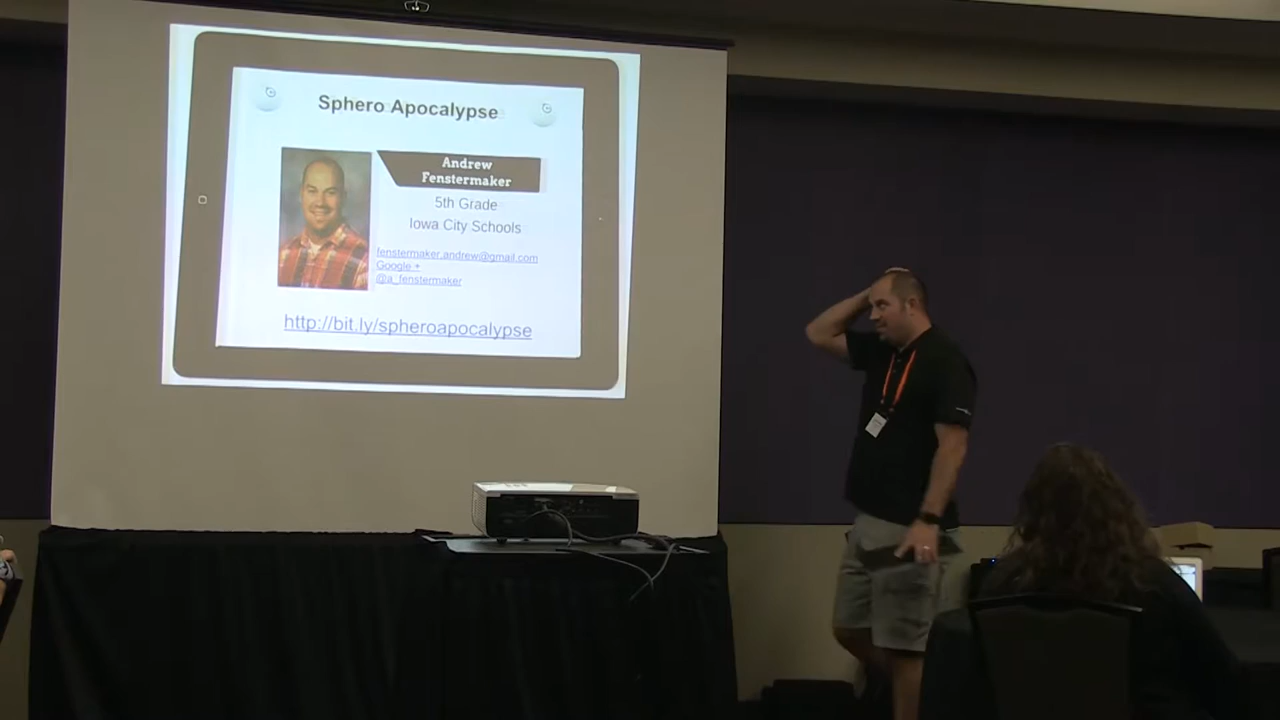 Sphero Apocalypse
Andrew
Fenstermaker
5th Grade
Iowa City Schools
fenstermaker.andrew@gmail.com
Google +
@a_fenstermaker
http://bit.ly/spheroapocalypse